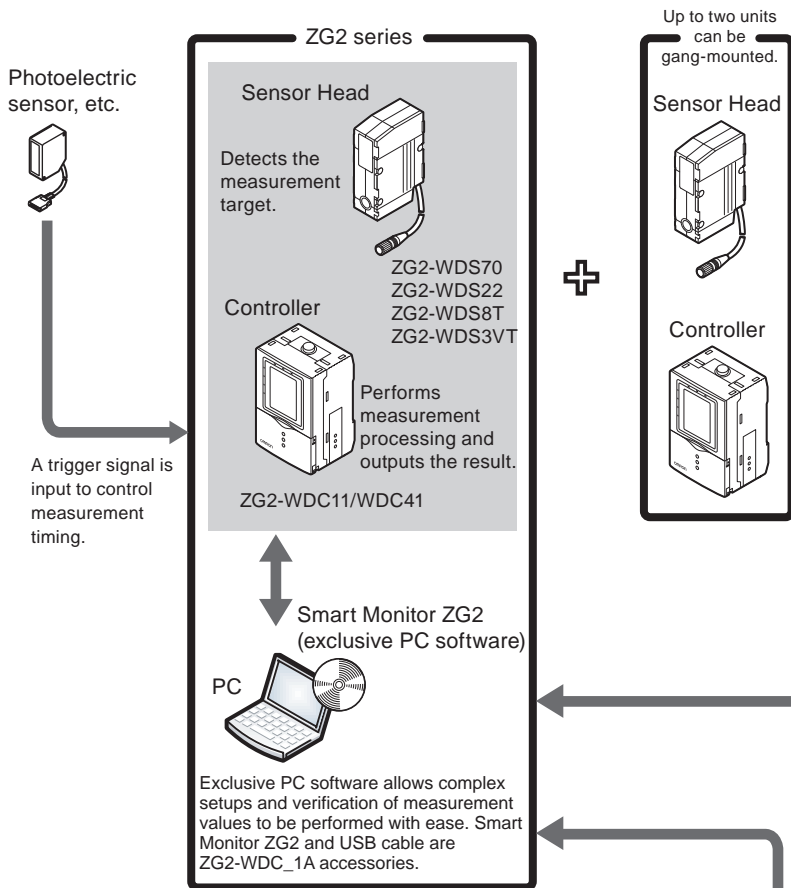 ZG2 series
Photoelectric
sensor, etc.
A trigger signal is
input to control
measurement
timing.
Sensor Head
Detects the
measurement
target.
ZG2-WDS70
ZG2-WDS22
ZG2-WDS8T
ZG2-WDS3VT
Controller
Performs
measurement
processing and
outputs the result.
omron
ZG2-WDC11/WDC41
Smart Monitor ZG2
(exclusive PC software)
PC
Exclusive PC software allows complex
setups and verification of measurement
values to be performed with ease. Smart
Monitor ZG2 and USB cable are
ZG2-WDC_1A accessories.
Up to two units
can be
gang-mounted.
Sensor Head
Controller
omron